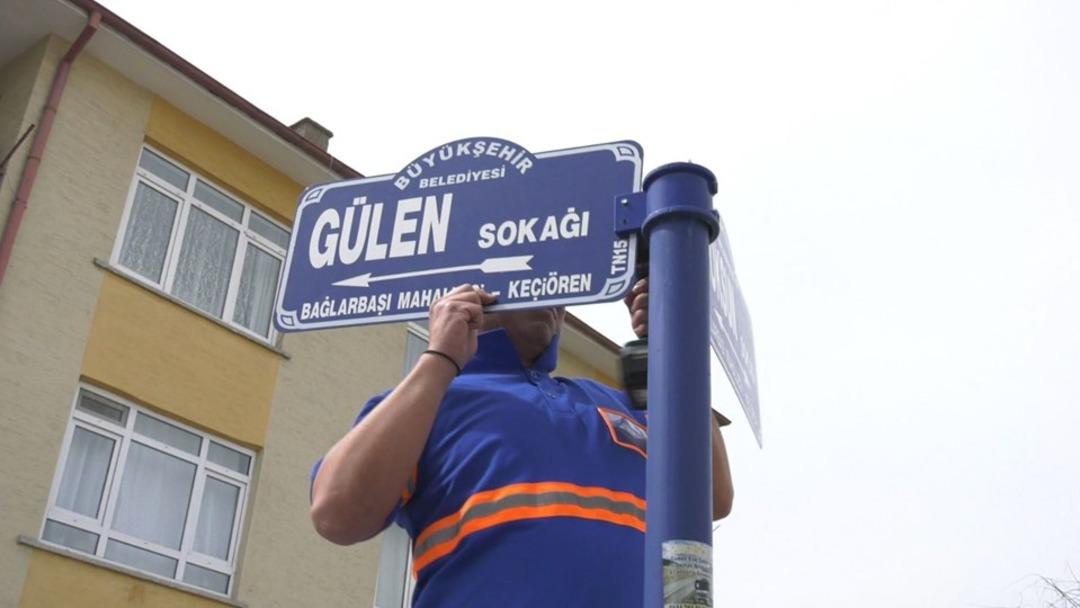 BÜYÜKŞEHİR
BELEDİYESİ
GÜLEN SOKAĞI
BAĞLARBAŞI - KEÇİÖREN
TN15